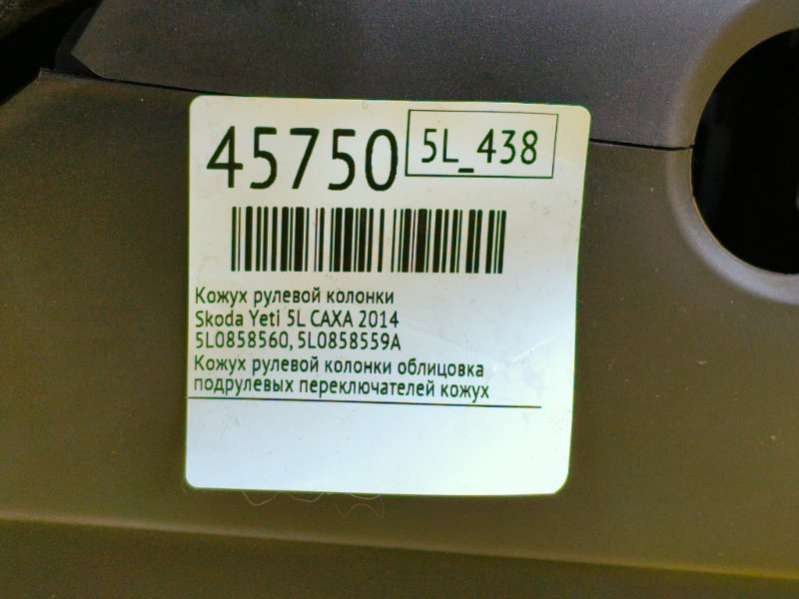 45750
5L_438
Кожух рулевой колонки
Skoda Yeti 5L CAXA 2014
5L0858560, 5L0858559A
Кожух рулевой колонки облицовка
подрулевых переключателей кожух